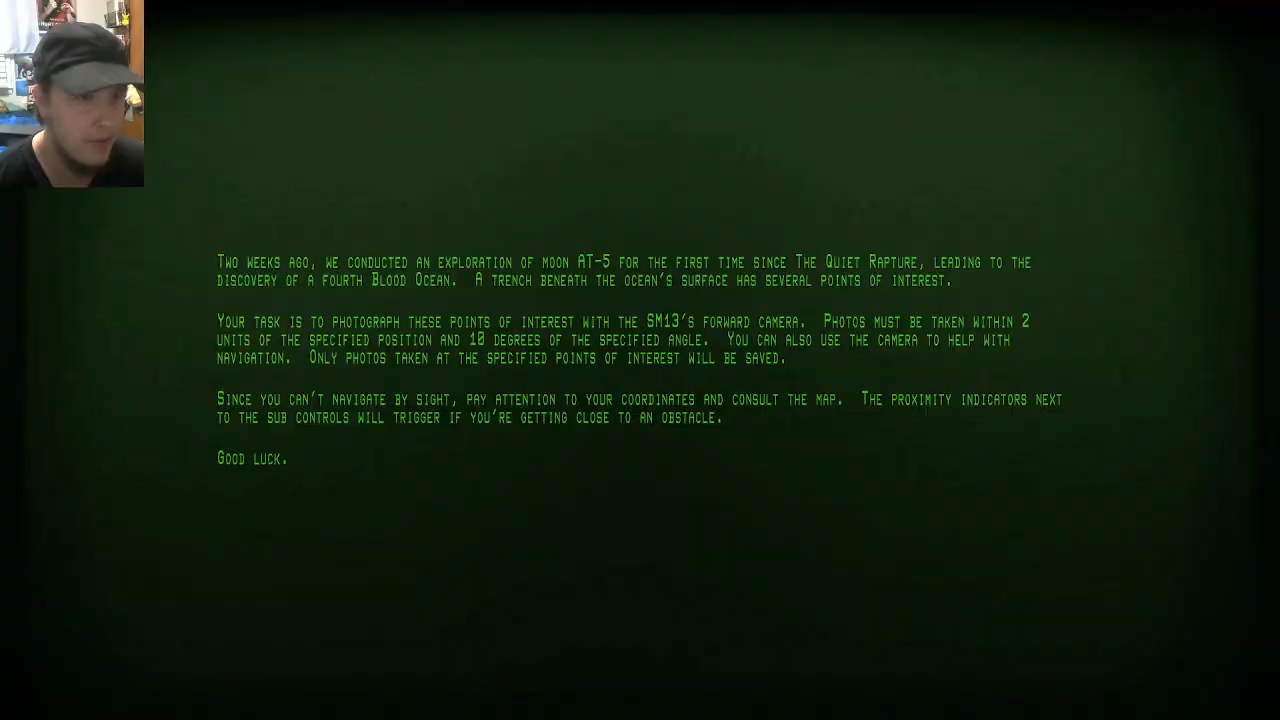 Two weeks ago, we conducted an exploration of moon AT-5 for the first time since The Quiet Rapture, leading to the
discovery of a fourth Blood Ocean. A trench beneath the ocean's surface has several points of interest.
Your task is to photograph these points of interest with the SM13's forward camera. Photos must be taken within 2
units of the specified position and 10 degrees of the specified angle. You can also use the camera to help with
navigation. Only photos taken at the specified points of interest will be saved.
Since you can't navigate by sight, pay attention to your coordinates and consult the map. The proximity indicators next
to the sub controls will trigger if you're getting close to an obstacle.
Good luck.